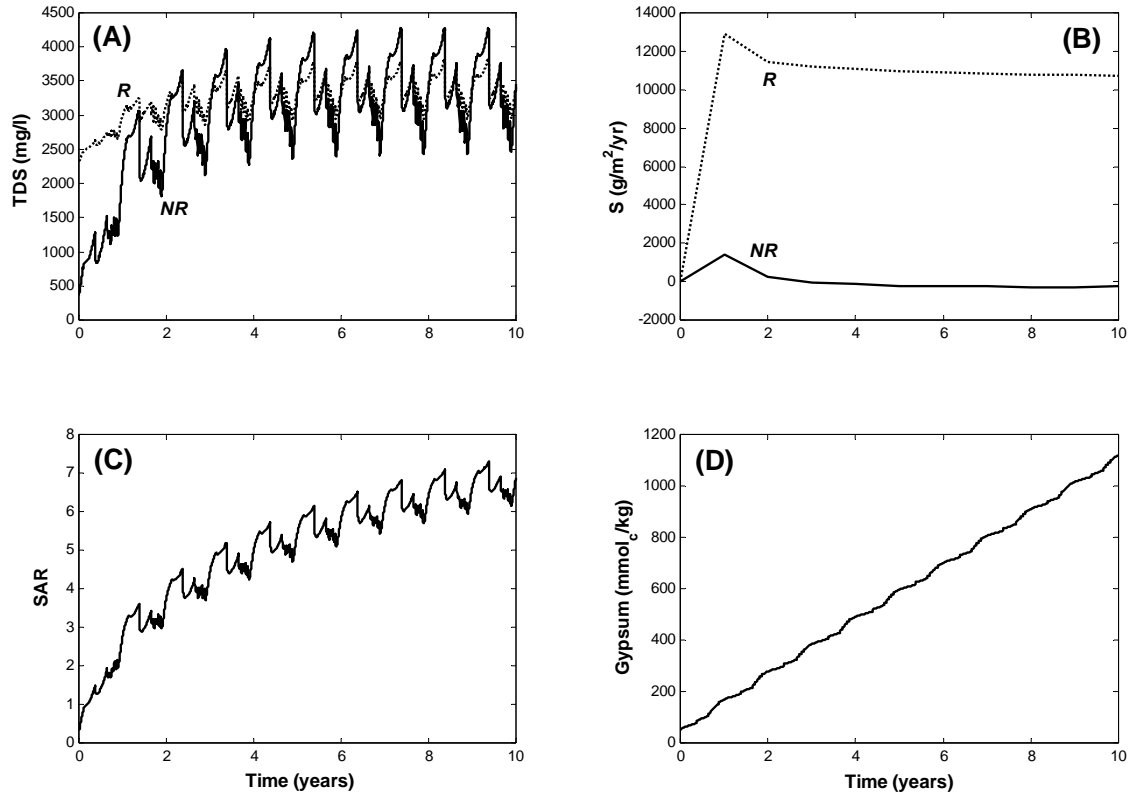 (A)
TDS (mg/l)
4500
4000
3500
3000
2500
2000
1500
1000
500
0
R
NR
0 2 4 6 8 10
(B)
S (g/m²/yr)
14000
12000
10000
8000
6000
4000
2000
0
-2000
R
NR
0 2 4 6 8 10
(C)
SAR
8
7
6
5
4
3
2
1
0
0 2 4 6 8 10
Time (years)
(D)
Gypsum (mmolc/kg)
1200
1000
800
600
400
200
0
0 2 4 6 8 10
Time (years)